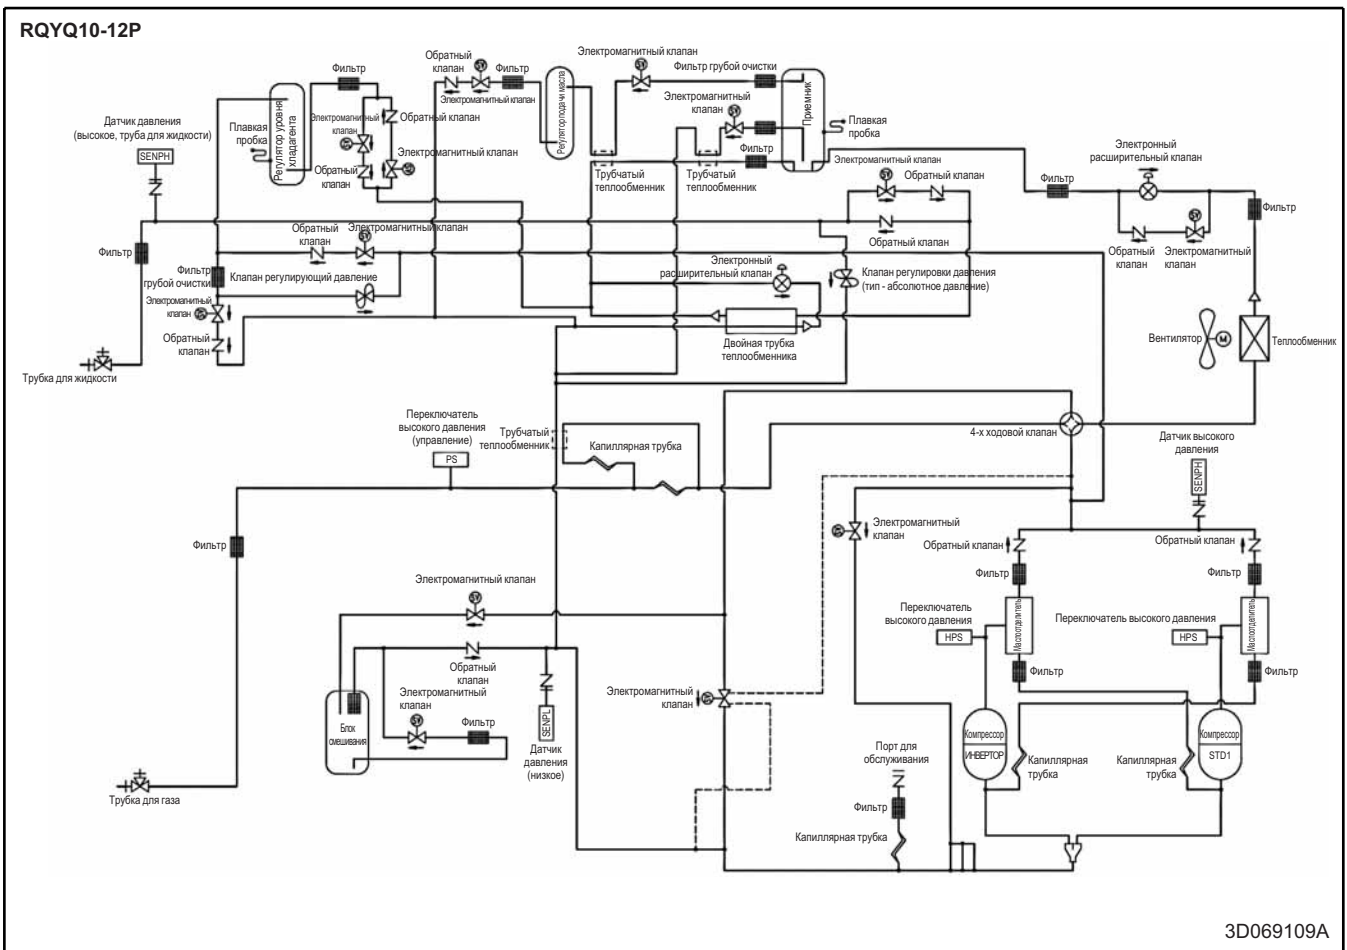 RQYQ10-12P
Электромагнитный клапан
Обратный
клапан
Фильтр
Фильтр
Фильтр грубой очистки
Электромагнитный клапан
Электромагнитный
клапан
Приемник
Регулятор подачи масла
Регулятор уровня
хладагента
Датчик давления
(высокое, труба для жидкости)
SENPH
Плавкая
пробка
Электромагнитный
клапан
Обратный клапан
Электромагнитный клапан
Обратный
клапан
Трубчатый
теплообменник
Трубчатый
теплообменник
Фильтр
Плавкая
пробка
Электромагнитный клапан
Обратный клапан
Обратный клапан
Электронный
расширительный клапан
Фильтр
Фильтр
Обратный
клапан
Электромагнитный
клапан
Фильтр
Обратный
клапан
Электромагнитный клапан
Фильтр
грубой очистки
Клапан регулирующий давление
Электронный
расширительный клапан
Клапан регулировки давления
(тип - абсолютное давление)
Электромагнитный
клапан
Обратный
клапан
Двойная трубка
теплообменника
Вентилятор
M
Теплообменник
Трубка для жидкости
Переключатель
высокого давления
(управление)
PS
Трубчатый
теплообменник
Капиллярная трубка
4-х ходовой клапан
Датчик высокого
давления
SENPH
Фильтр
Электромагнитный
клапан
Обратный клапан
Обратный клапан
Фильтр
Фильтр
Электромагнитный клапан
Переключатель
высокого давления
HPS
Маслоотделитель
Переключатель высокого давления
HPS
Маслоотделитель
Обратный
клапан
Фильтр
Фильтр
Электромагнитный
клапан
Фильтр
Блок
смешивания
SENPL
Датчик
давления
(низкое)
Электромагнитный
клапан
Компрессор
ИНВЕРТОР
Капиллярная
трубка
Капиллярная
трубка
Компрессор
STD1
Порт для
обслуживания
Фильтр
Капиллярная трубка
Трубка для газа
3D069109A